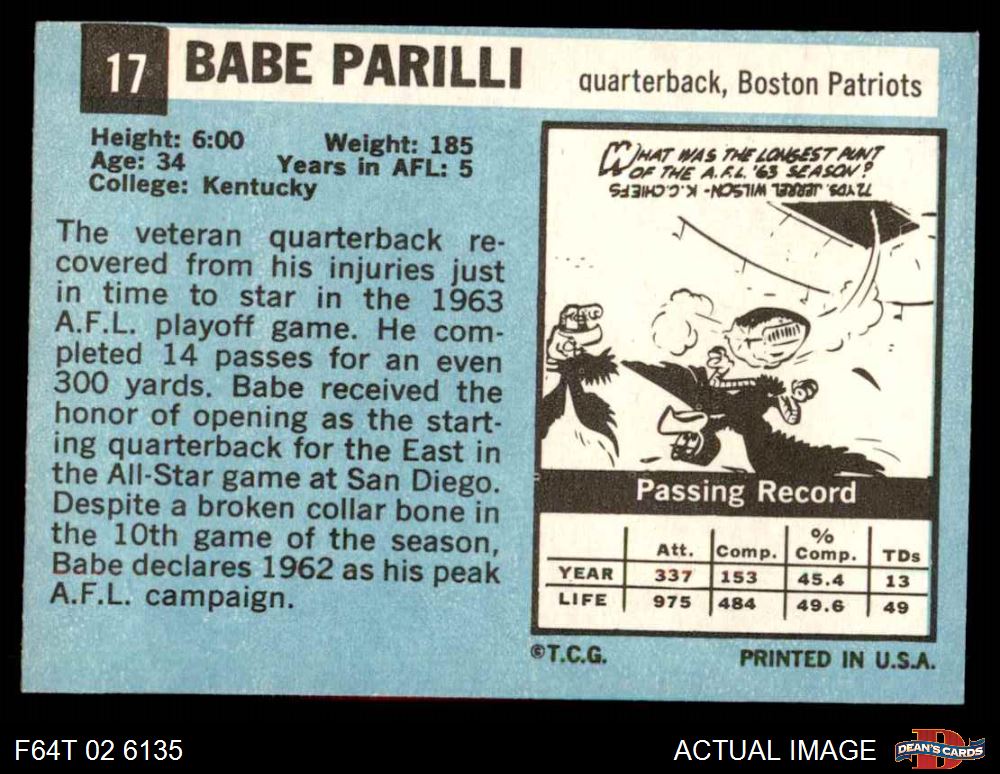 17 BABE PARILLI quarterback, Boston Patriots
Height: 6:00 Weight: 185
Age: 34 Years in AFL: 5
College: Kentucky
The veteran quarterback re-
covered from his injuries just
in time to star in the 1963
A.F.L. playoff game. He com-
pleted 14 passes for an even
300 yards. Babe received the
honor of opening as the start-
ing quarterback for the East in
the All-Star game at San Diego.
Despite a broken collar bone in
the 10th game of the season,
Babe declares 1962 as his peak
A.F.L. campaign.
WHAT WAS THE LONGEST PUNT
OF THE A.F.L. '63 SEASON?
72 YDS. JERREL WILSON - K.C. CHIEFS
Passing Record
Att. Comp. % Comp. TDs
YEAR 337 153 45.4 13
LIFE 975 484 49.6 49
©T.C.G. PRINTED IN U.S.A.
F64T 02 6135 ACTUAL IMAGE D DEAN'S CARDS